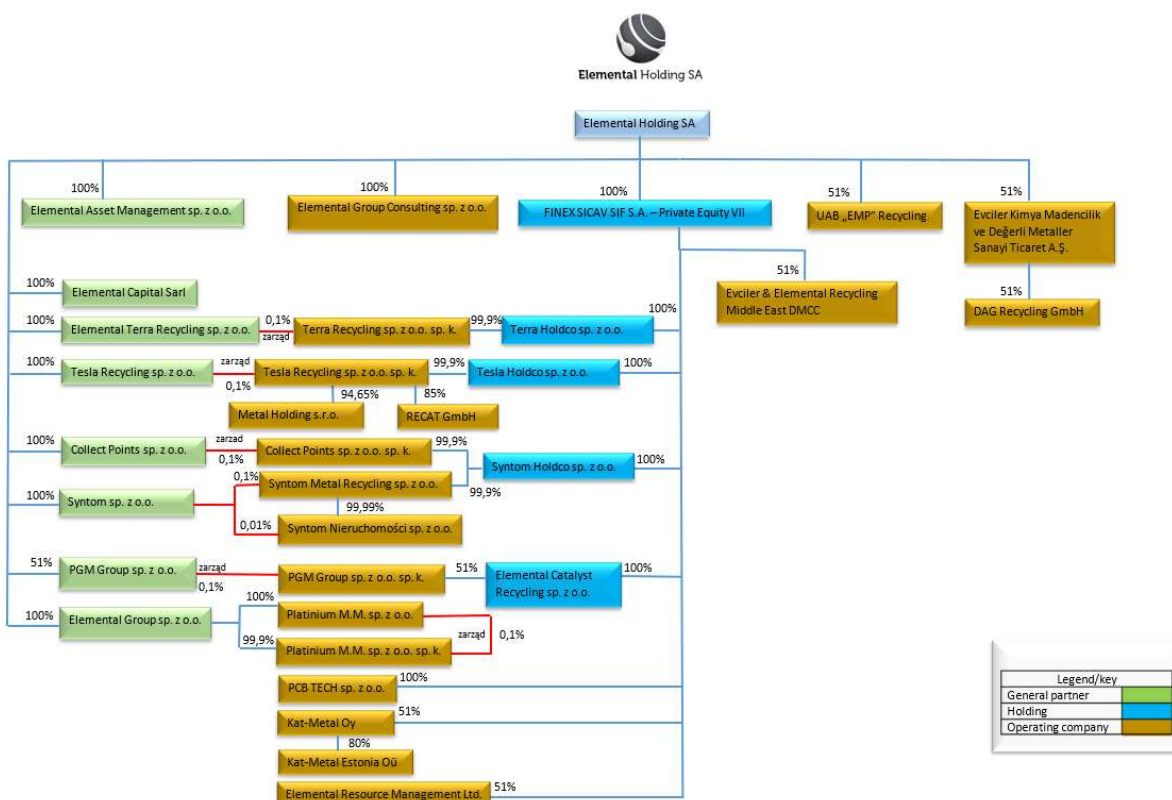 Elemental Holding SA
Elemental Holding SA
100%
100%
100%
51%
51%
Elemental Asset Management sp. z o.o.
Elemental Group Consulting sp. z o.o.
FINEX SICAV SIF S.A. – Private Equity VII
UAB „EMP” Recycling
Evciler Kimya Madencilik
ve Değerli Metaller
Sanayi Ticaret A.Ş.
51%
Evciler & Elemental Recycling
Middle East DMCC
51%
DAG Recycling GmbH
100%
Elemental Capital Sarl
100%
Elemental Terra Recycling sp. z o.o.
0,1%
zarząd
Terra Recycling sp. z o.o. sp. k.
99,9%
Terra Holdco sp. z o.o.
100%
100%
Tesla Recycling sp. z o.o.
zarząd
0,1%
Tesla Recycling sp. z o.o. sp. k.
99,9%
Tesla Holdco sp. z o.o.
100%
94,65%
85%
Metal Holding s.r.o.
RECAT GmbH
100%
Collect Points sp. z o.o.
zarzad
0,1%
Collect Points sp. z o.o. sp. k.
99,9%
Syntom Holdco sp. z o.o.
100%
100%
Syntom sp. z o.o.
0,1%
Syntom Metal Recycling sp. z o.o.
99,9%
99,99%
0,01%
Syntom Nieruchomości sp. z o.o.
51%
PGM Group sp. z o.o.
zarząd
0,1%
PGM Group sp. z o.o. sp. k.
51%
Elemental Catalyst
Recycling sp. z o.o.
100%
100%
Elemental Group sp. z o.o.
100%
Platinium M.M. sp. z o.o.
99,9%
Platinium M.M. sp. z o.o. sp. k.
zarząd
0,1%
PCB TECH sp. z o.o.
100%
Kat-Metal Oy
51%
80%
Kat-Metal Estonia Oü
Elemental Resource Management Ltd.
51%
Legend/key
General partner
Holding
Operating company